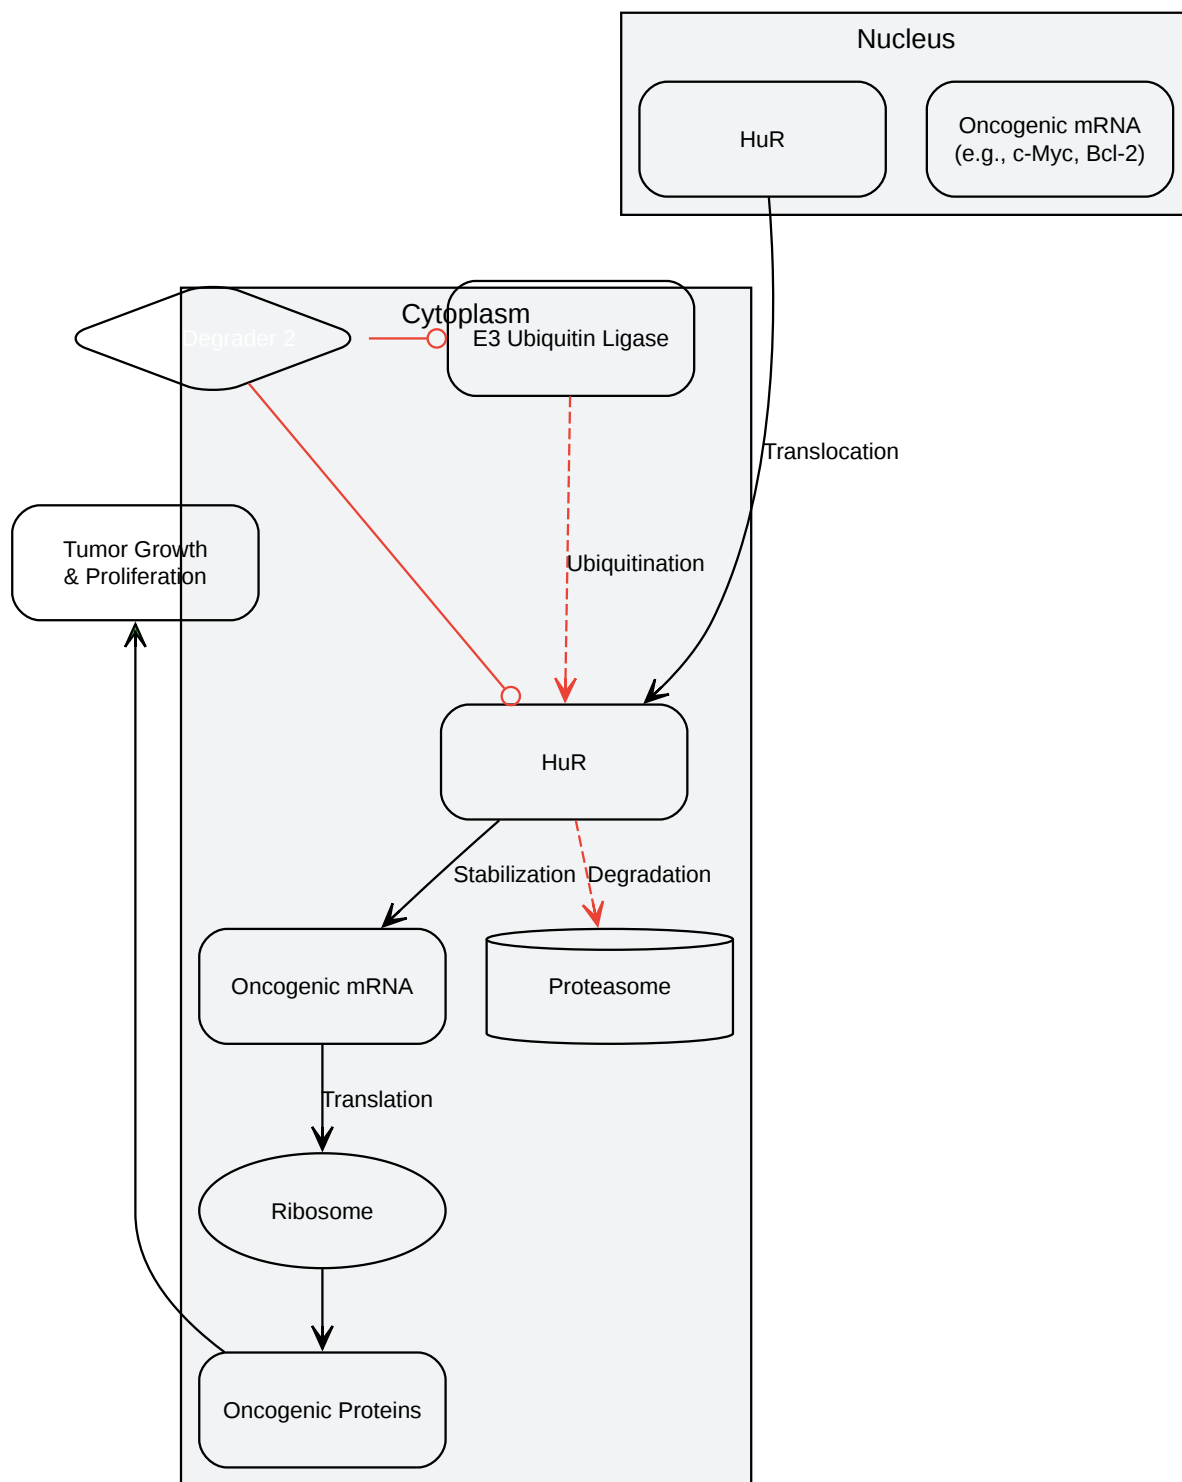 Nucleus
HuR
Oncogenic mRNA
(e.g., c-Myc, Bcl-2)
Cytoplasm
Degrader 2
E3 Ubiquitin Ligase
Translocation
Tumor Growth
& Proliferation
Ubiquitination
HuR
Stabilization
Degradation
Oncogenic mRNA
Proteasome
Translation
Ribosome
Oncogenic Proteins